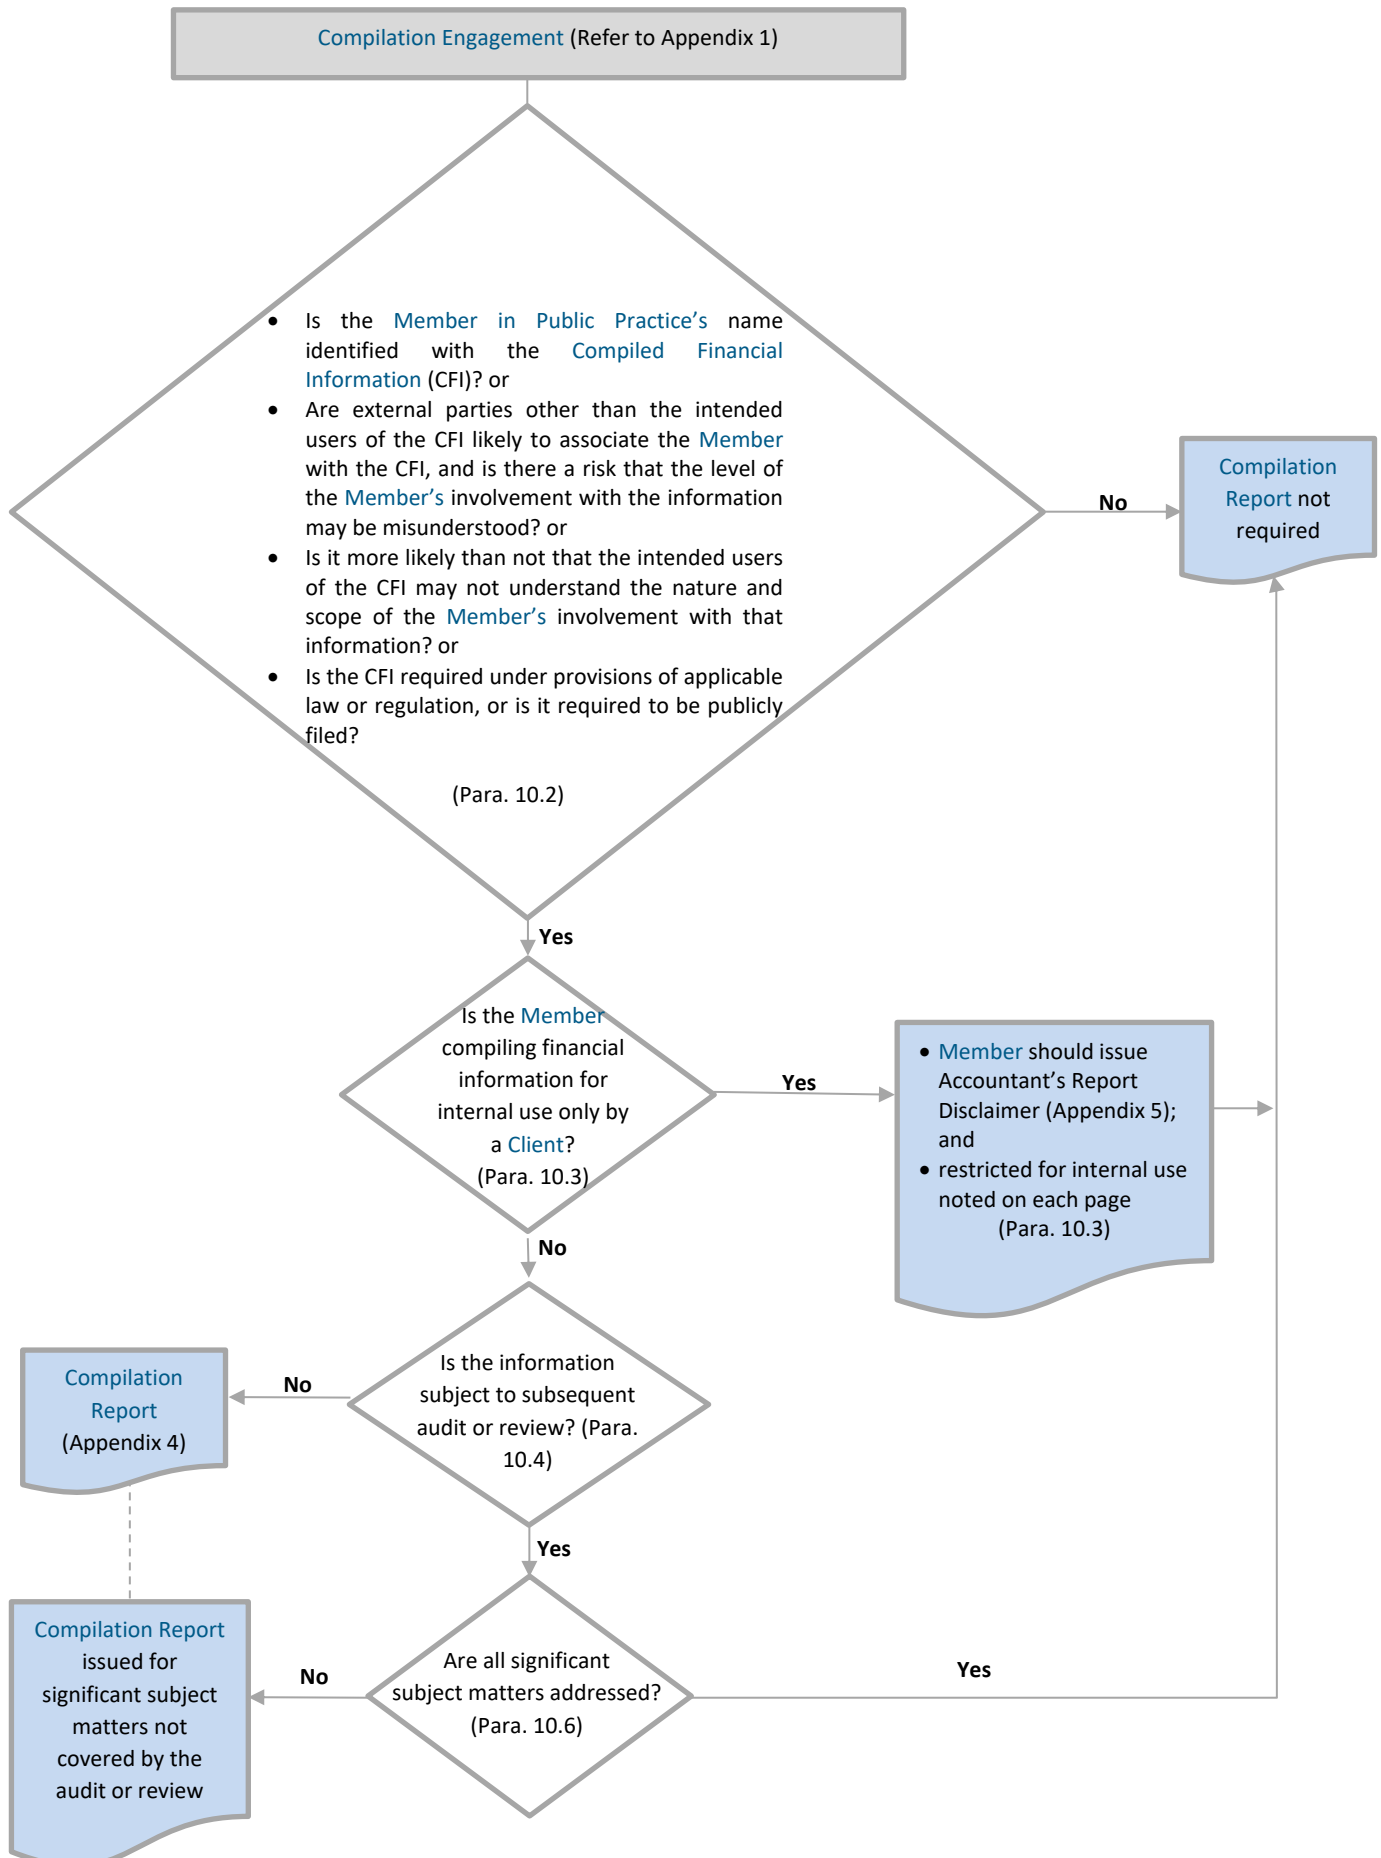 Compilation Engagement (Refer to Appendix 1)
• Is the Member in Public Practice’s name
identified with the Compiled Financial
Information (CFI)? or
• Are external parties other than the intended
users of the CFI likely to associate the Member
with the CFI, and is there a risk that the level of
the Member’s involvement with the information
may be misunderstood? or
• Is it more likely than not that the intended users
of the CFI may not understand the nature and
scope of the Member’s involvement with that
information? or
• Is the CFI required under provisions of applicable
law or regulation, or is it required to be publicly
filed?
(Para. 10.2)
No
Compilation
Report not
required
Yes
Is the Member
compiling financial
information for
internal use only by
a Client?
(Para. 10.3)
Yes
• Member should issue
Accountant’s Report
Disclaimer (Appendix 5);
and
• restricted for internal use
noted on each page
(Para. 10.3)
No
Is the information
subject to subsequent
audit or review? (Para.
10.4)
No
Compilation
Report
(Appendix 4)
Yes
Are all significant
subject matters addressed?
(Para. 10.6)
Yes
No
Compilation Report
issued for
significant subject
matters not
covered by the
audit or review